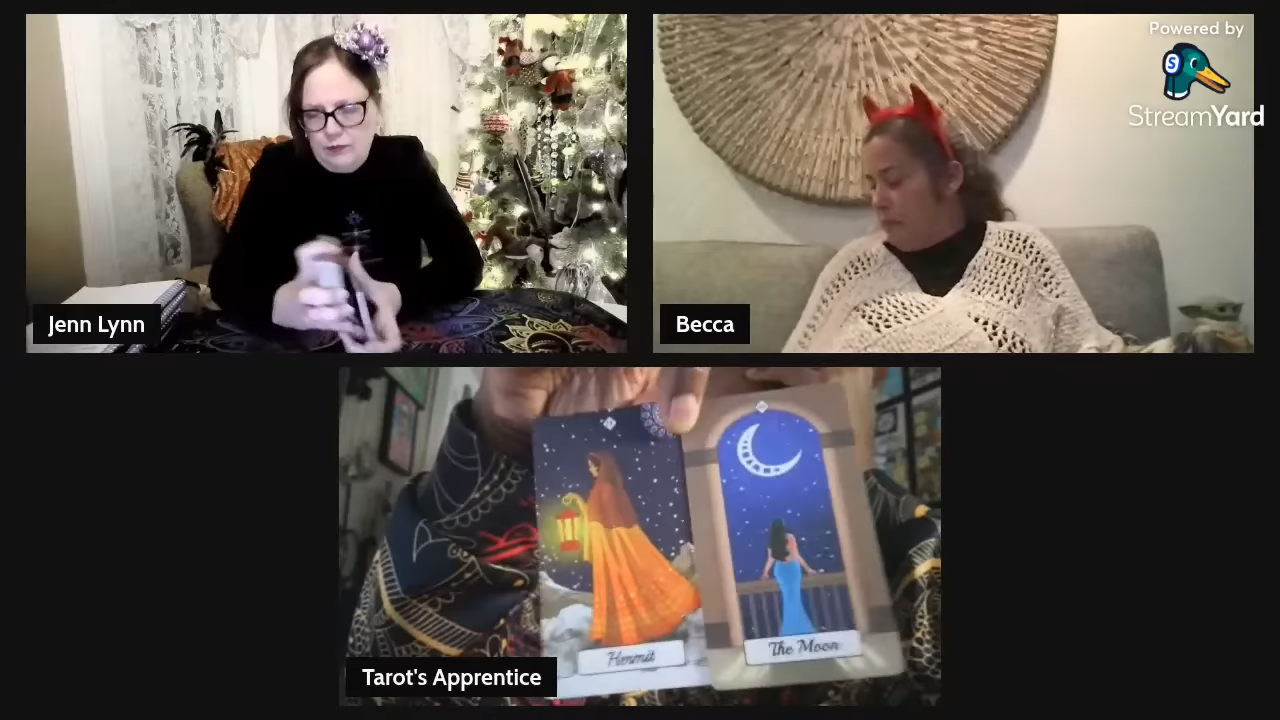 Powered by
S
StreamYard
Jenn Lynn
Becca
Hermit
The Moon
Tarot's Apprentice